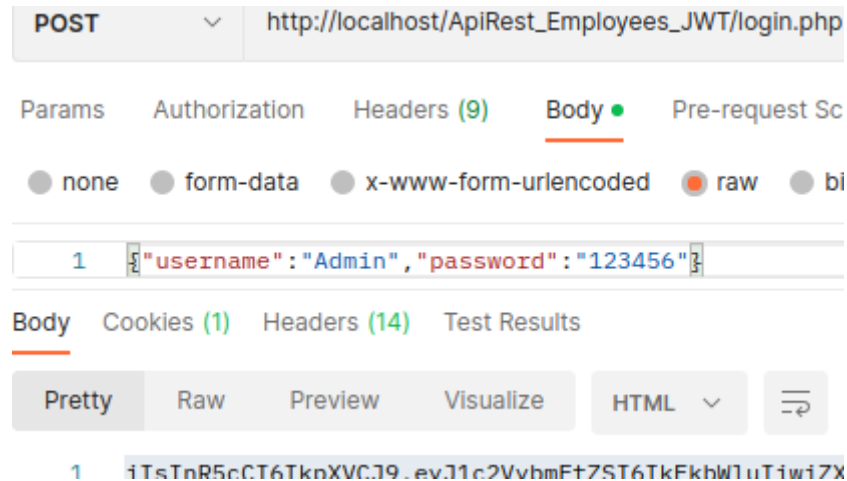 POST http://localhost/ApiRest_Employees_JWT/login.php
Params Authorization Headers (9) Body Pre-request Sc
none form-data x-www-form-urlencoded raw bi
1 {"username":"Admin","password":"123456"}
Body Cookies (1) Headers (14) Test Results
Pretty Raw Preview Visualize HTML
1 iIsInR5cCI6IkpXVCJ9.eyJ1c2VybmFtZSI6IkFkbWluIiwiZX